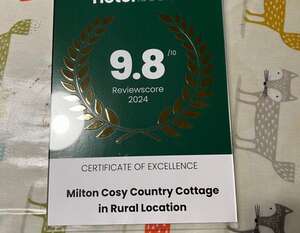 9.8 /10
Reviewscore
2024
CERTIFICATE OF EXCELLENCE
Milton Cosy Country Cottage
in Rural Location